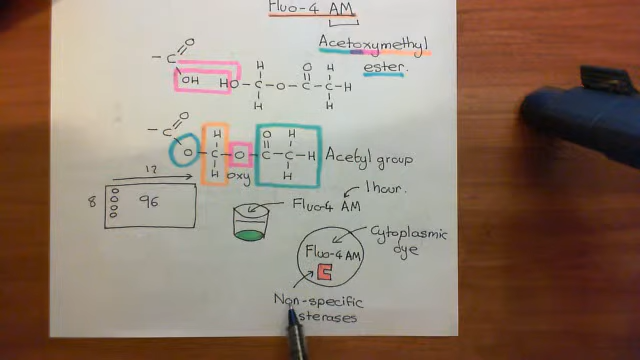 Fluo-4 AM
Acetoxymethyl
ester.
O
C
OH HO
H
C
H
O
O
C
H
C
H
H
O
C
O
H
C
H
O
O
C
H
C
H
H
Acetyl group
oxy
12
8
96
1 hour.
Fluo-4 AM
Cytoplasmic
dye
Fluo-4 AM
Non-specific
sterases